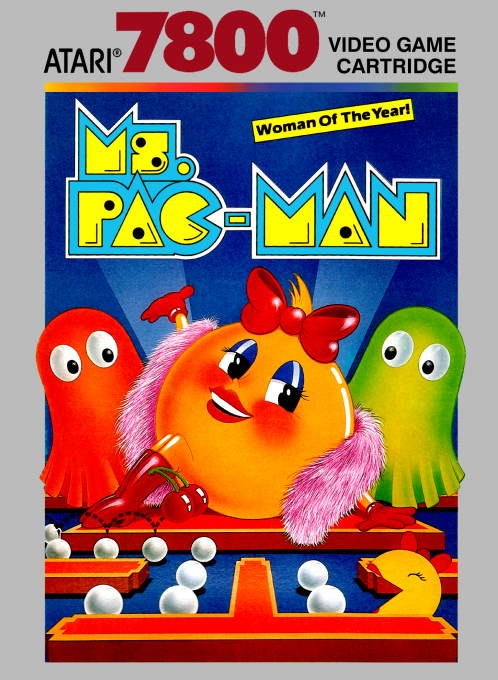 ATARI® 7800™ VIDEO GAME
CARTRIDGE
Woman Of The Year!
Ms.
PAC-MAN